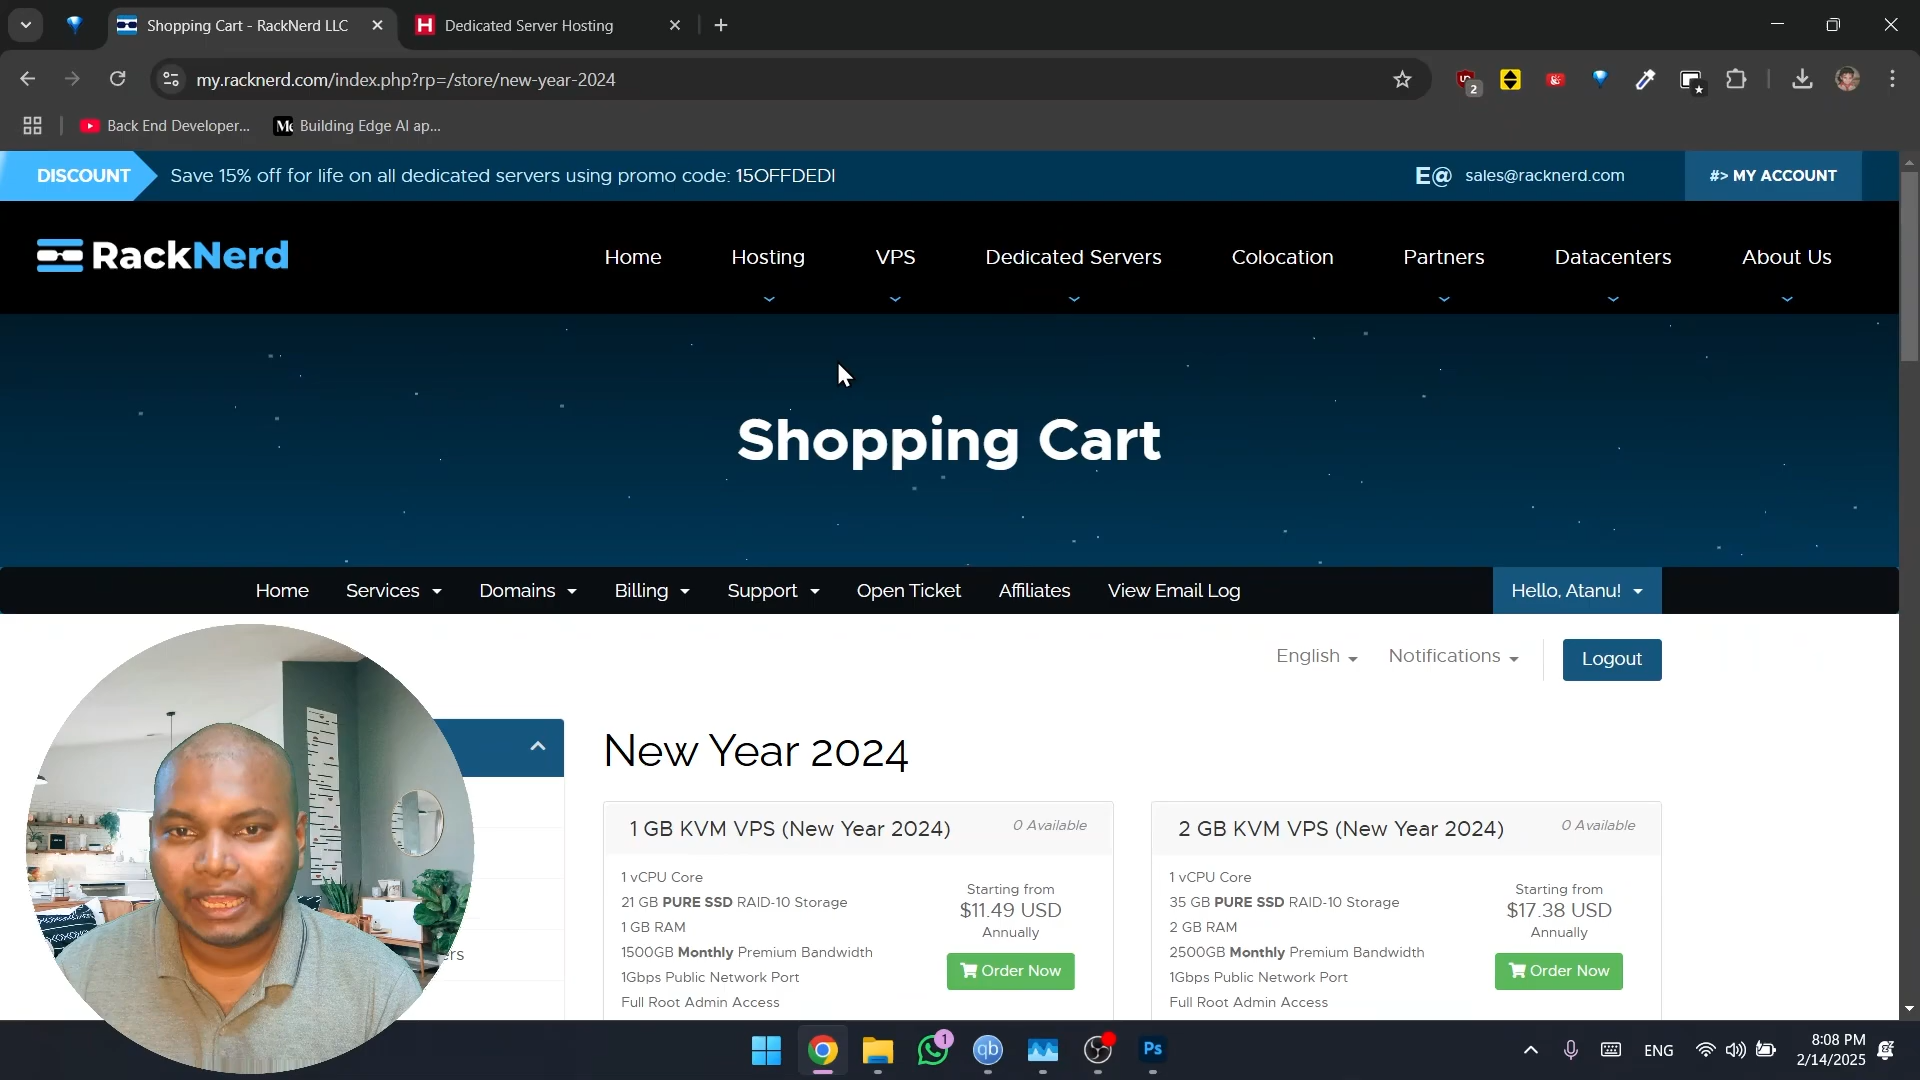 Shopping Cart - RackNerd LLC
Dedicated Server Hosting
my.racknerd.com/index.php?rp=/store/new-year-2024
2
Back End Developer...
Building Edge AI ap...
DISCOUNT
Save 15% off for life on all dedicated servers using promo code: 15OFFDEDI
E@ sales@racknerd.com
#> MY ACCOUNT
RackNerd
Home
Hosting
VPS
Dedicated Servers
Colocation
Partners
Datacenters
About Us
Shopping Cart
Home
Services
Domains
Billing
Support
Open Ticket
Affiliates
View Email Log
Hello, Atanu!
English
Notifications
Logout
New Year 2024
1 GB KVM VPS (New Year 2024)
0 Available
1 vCPU Core
21 GB PURE SSD RAID-10 Storage
1 GB RAM
1500GB Monthly Premium Bandwidth
1Gbps Public Network Port
Full Root Admin Access
Starting from
$11.49 USD
Annually
Order Now
2 GB KVM VPS (New Year 2024)
0 Available
1 vCPU Core
35 GB PURE SSD RAID-10 Storage
2 GB RAM
2500GB Monthly Premium Bandwidth
1Gbps Public Network Port
Full Root Admin Access
Starting from
$17.38 USD
Annually
Order Now
1
qb
Ps
ENG
8:08 PM
2/14/2025